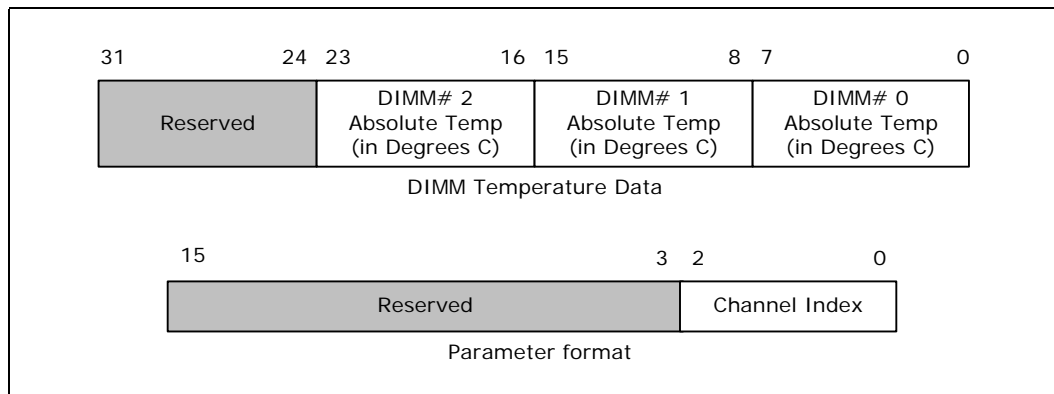 31 24 23 16 15 8 7 0
Reserved
DIMM# 2
Absolute Temp
(in Degrees C)
DIMM# 1
Absolute Temp
(in Degrees C)
DIMM# 0
Absolute Temp
(in Degrees C)
DIMM Temperature Data
15 3 2 0
Reserved Channel Index
Parameter format